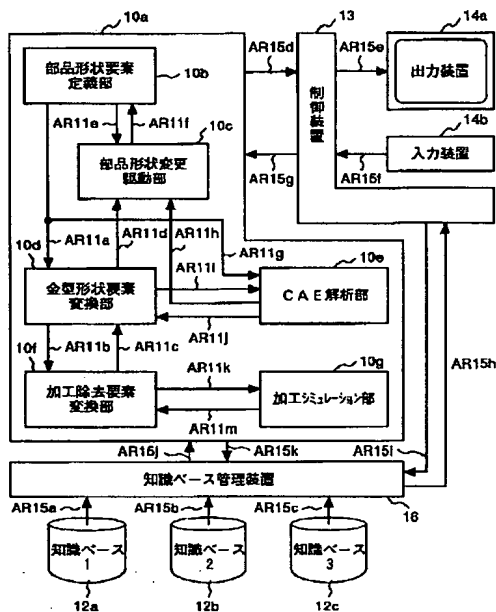 10a
13
14a
AR15d
AR15e
部品形状要素
定義部
10b
出力装置
制御装置
AR11e
AR11f
10c
14b
部品形状変更
駆動部
入力装置
AR15g
AR15f
10d
AR11a
AR11d
AR11h
AR11g
10e
金型形状要素
変換部
AR11i
CAE解析部
AR11j
10f
AR11b
AR11c
10g
AR15h
加工除去要素
変換部
AR11k
加工シミュレーション部
AR11m
AR15i
AR15j
AR15k
知識ベース管理装置
AR15a
AR15b
AR15c
16
知識ベース
1
知識ベース
2
知識ベース
3
12a
12b
12c